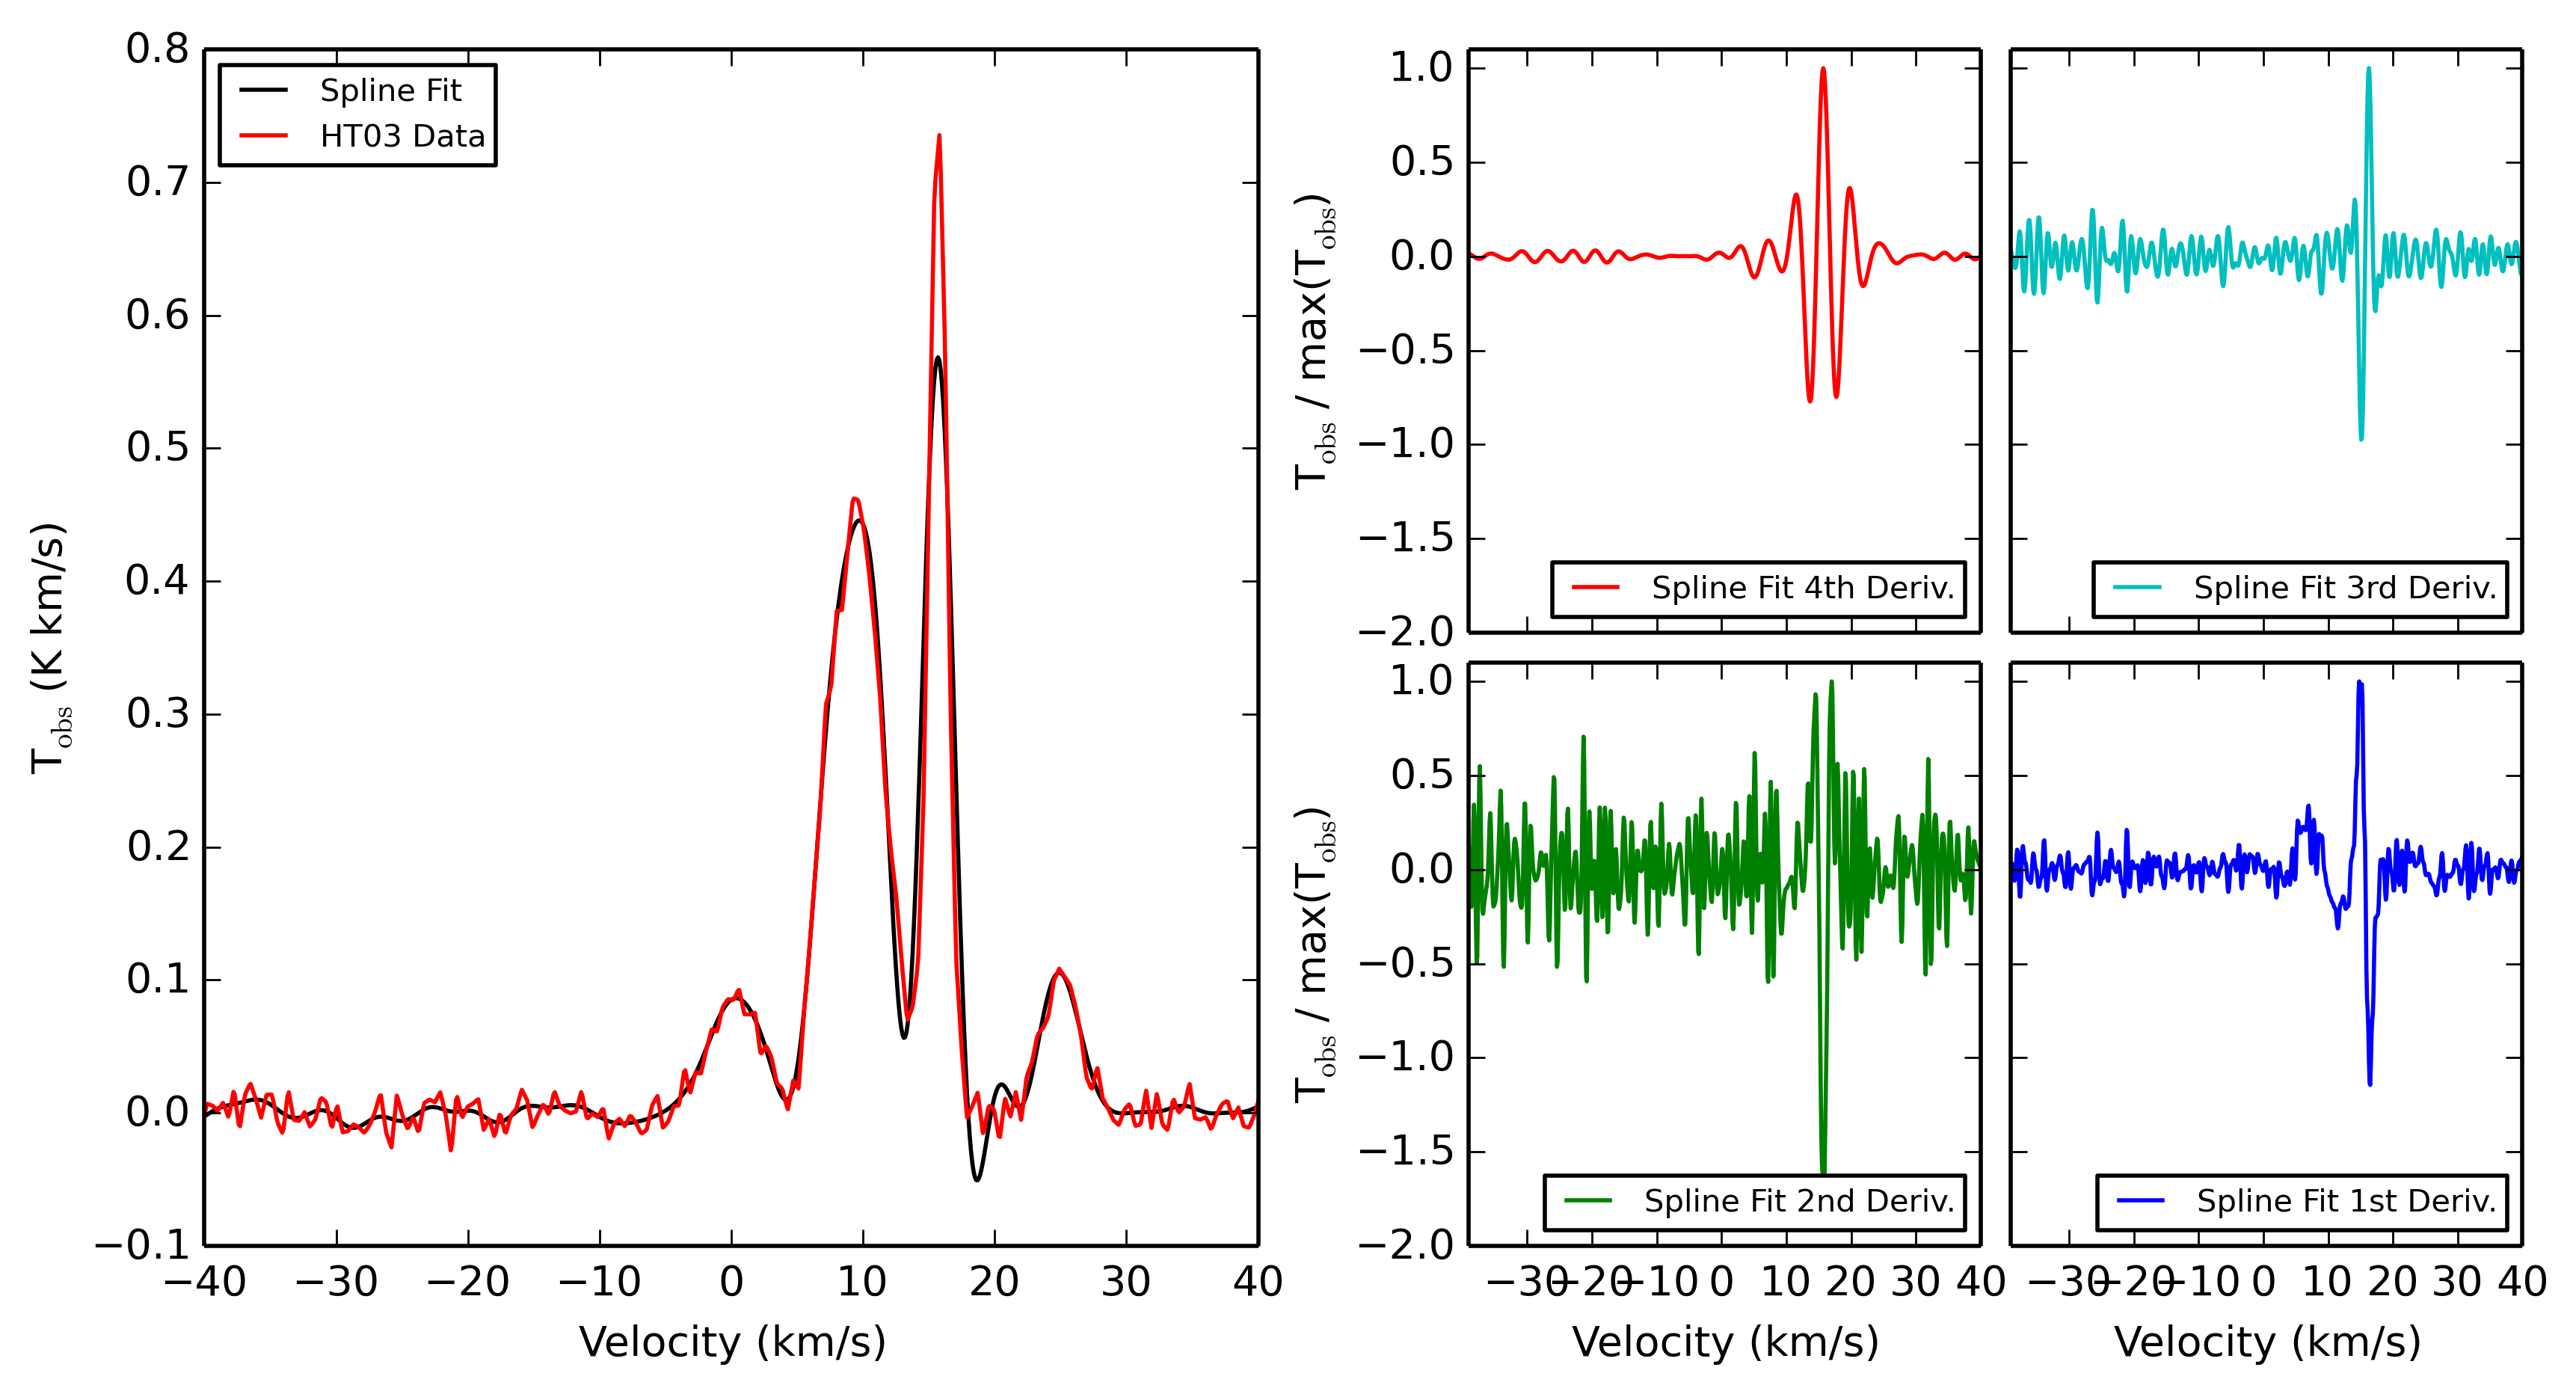 0.8
0.7
0.6
0.5
0.4
0.3
0.2
0.1
0.0
−0.1
−40 −30 −20 −10 0 10 20 30 40
Velocity (km/s)
T_obs (K km/s)
Spline Fit
HT03 Data
1.0
0.5
0.0
−0.5
−1.0
−1.5
−2.0
T_obs / max(T_obs)
Spline Fit 4th Deriv.
Spline Fit 3rd Deriv.
1.0
0.5
0.0
−0.5
−1.0
−1.5
−2.0
T_obs / max(T_obs)
Spline Fit 2nd Deriv.
Spline Fit 1st Deriv.
−30 −20 −10 0 10 20 30 40
−30 −20 −10 0 10 20 30 40
Velocity (km/s)
Velocity (km/s)